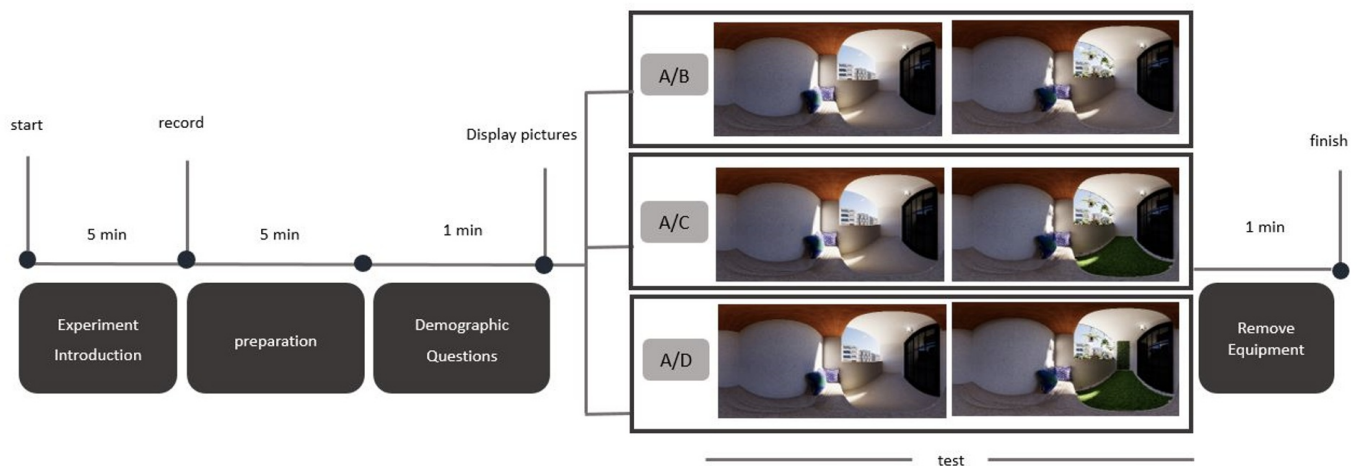 start
record
Display pictures
finish
5 min
5 min
1 min
1 min
Experiment
Introduction
preparation
Demographic
Questions
A/B
A/C
A/D
Remove
Equipment
test